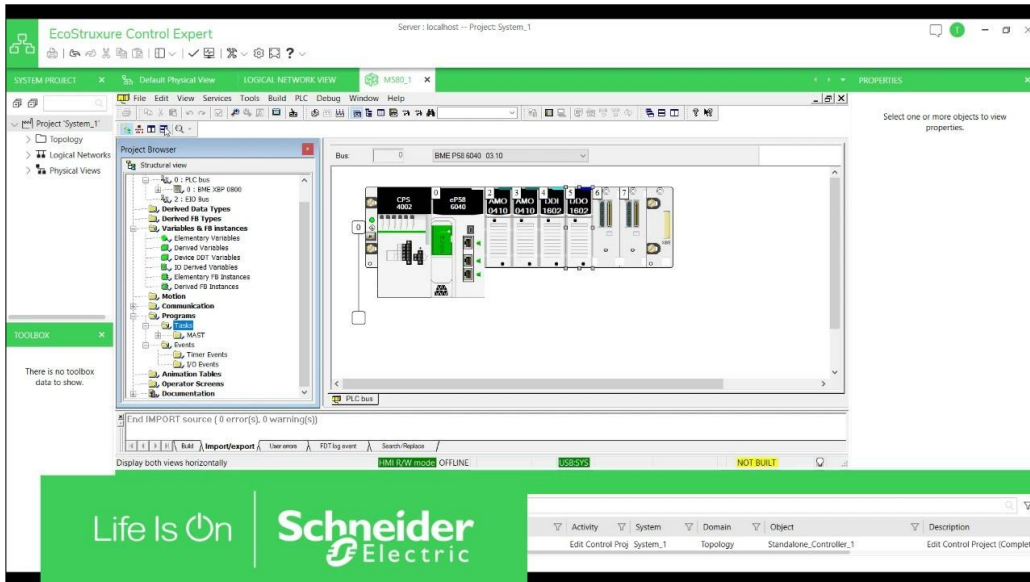 Server : localhost -- Project: System_1
EcoStruxure Control Expert
SYSTEM PROJECT
Default Physical View
LOGICAL NETWORK VIEW
M580_1
PROPERTIES
File Edit View Services Tools Build PLC Debug Window Help
Select one or more objects to view
properties.
Project 'System_1'
Topology
Logical Networks
Physical Views
Project Browser
Structural view
0 : PLC bus
0 : BME XBP 0800
2 : EIO Bus
Derived Data Types
Derived FB Types
Variables & FB instances
Elementary Variables
Derived Variables
Device DDT Variables
IO Derived Variables
Elementary FB Instances
Derived FB Instances
Motion
Communication
Programs
Tasks
MAST
Events
Timer Events
I/O Events
Animation Tables
Operator Screens
Documentation
Bus:
0
BME P58 6040 03.10
0
CPS
4002
0
eP58
6040
2
AMO
0410
3
AMO
0410
4
DDI
1602
5
DDO
1602
6
7
PLC bus
TOOLBOX
There is no toolbox
data to show.
End IMPORT source ( 0 error(s), 0 warning(s))
Build Import/export User errors FDT log event Search/Replace
Display both views horizontally
HMI R/W mode OFFLINE
USB:SYS
NOT BUILT
Life Is On
Schneider
Electric
Activity System Domain Object Description
Edit Control Proj System_1 Topology Standalone_Controller_1 Edit Control Project (Complet